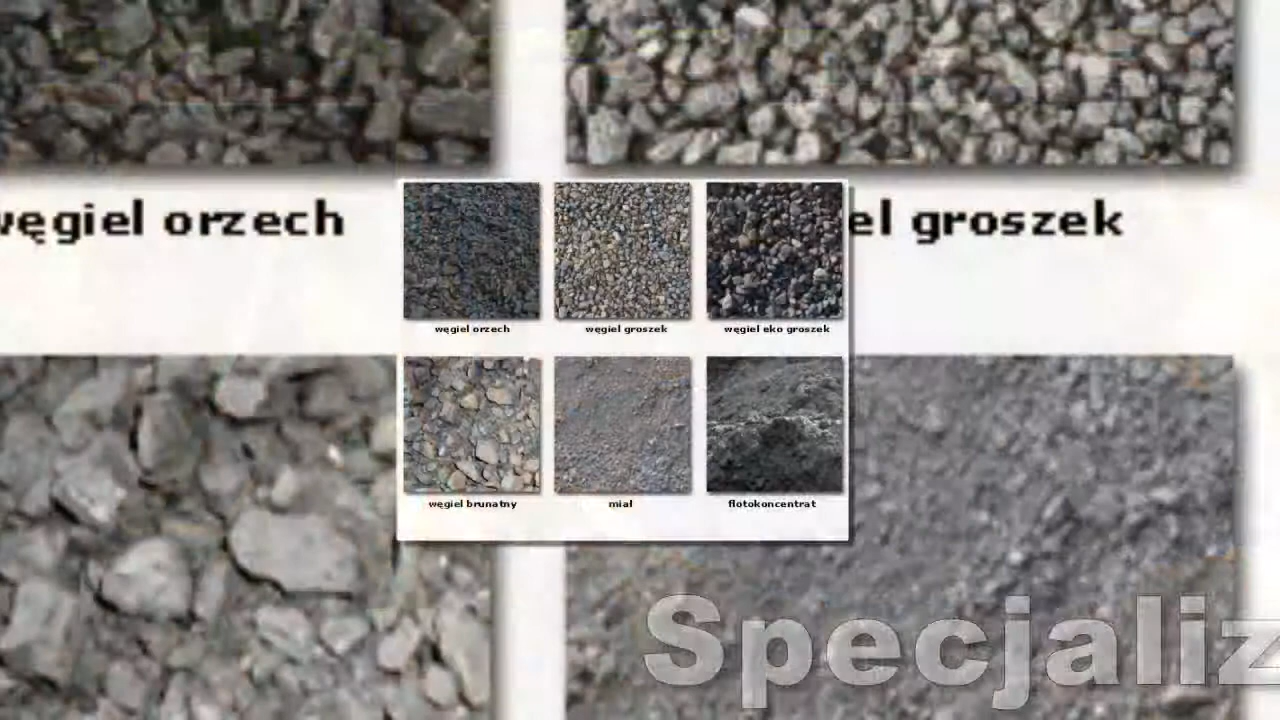 węgiel orzech
el groszek
węgiel orzech węgiel groszek węgiel eko groszek
węgiel brunatny miał flotokoncentrat
Specjaliz